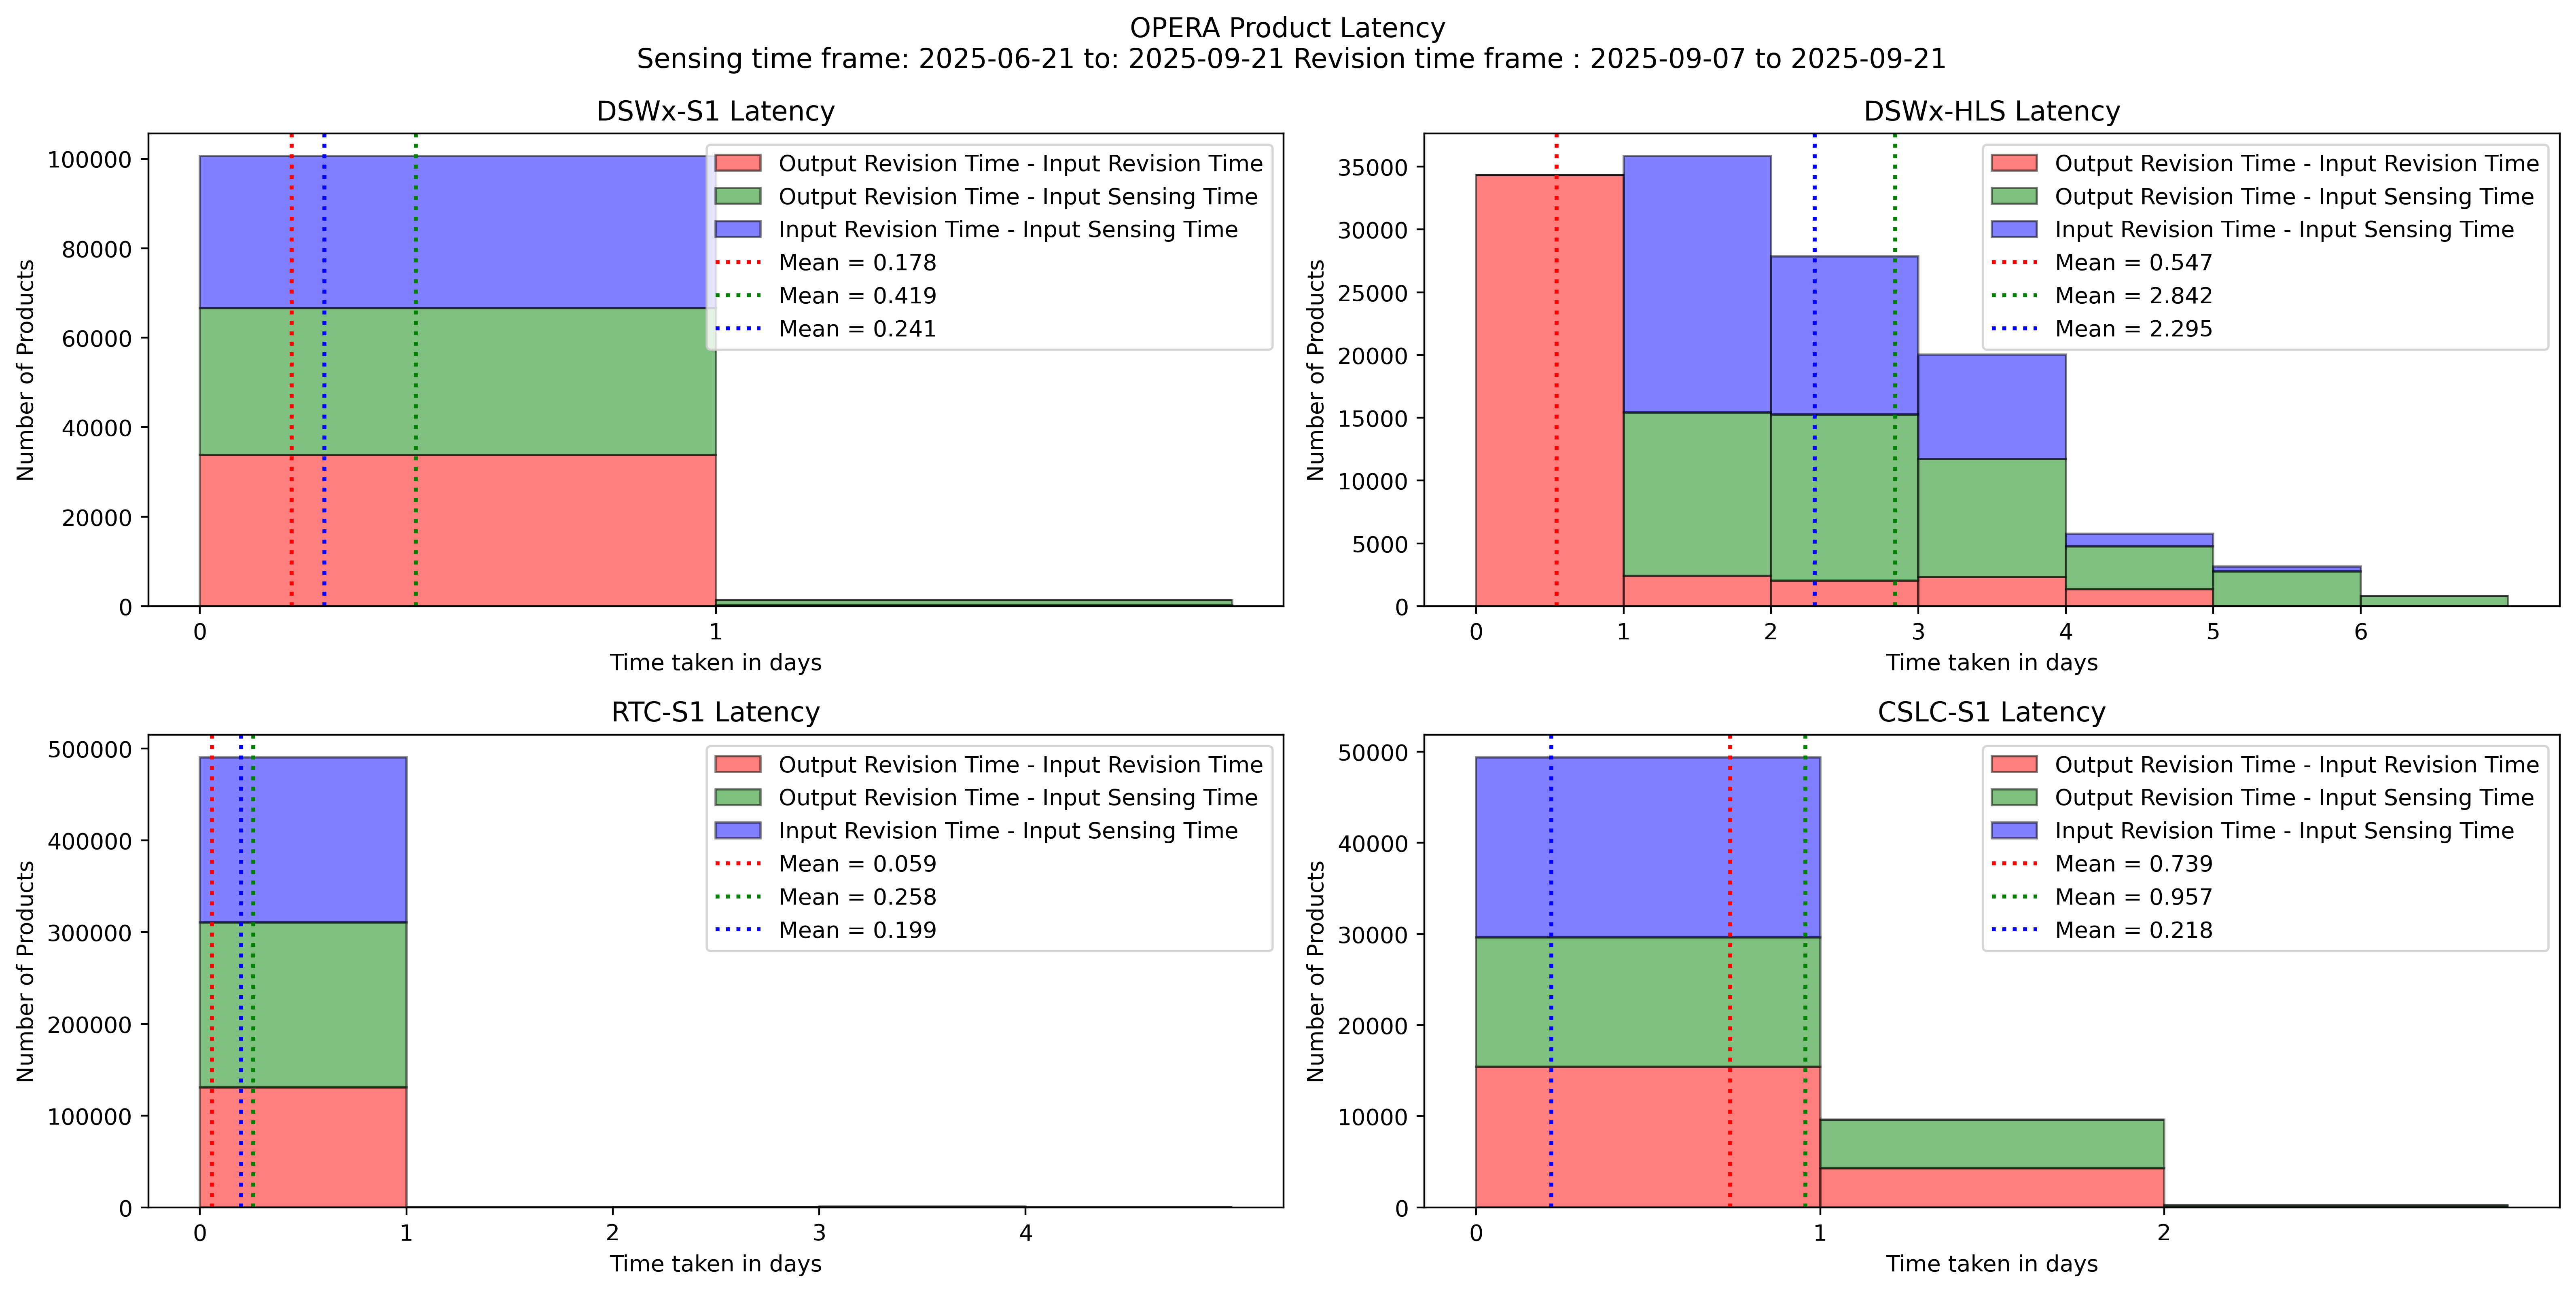 OPERA Product Latency
Sensing time frame: 2025-06-21 to: 2025-09-21 Revision time frame : 2025-09-07 to 2025-09-21
DSWx-S1 Latency
Number of Products
100000
80000
60000
40000
20000
0
0 1
Time taken in days
Output Revision Time - Input Revision Time
Output Revision Time - Input Sensing Time
Input Revision Time - Input Sensing Time
Mean = 0.178
Mean = 0.419
Mean = 0.241
DSWx-HLS Latency
Number of Products
35000
30000
25000
20000
15000
10000
5000
0
0 1 2 3 4 5 6
Time taken in days
Output Revision Time - Input Revision Time
Output Revision Time - Input Sensing Time
Input Revision Time - Input Sensing Time
Mean = 0.547
Mean = 2.842
Mean = 2.295
RTC-S1 Latency
Number of Products
500000
400000
300000
200000
100000
0
0 1 2 3 4
Time taken in days
Output Revision Time - Input Revision Time
Output Revision Time - Input Sensing Time
Input Revision Time - Input Sensing Time
Mean = 0.059
Mean = 0.258
Mean = 0.199
CSLC-S1 Latency
Number of Products
50000
40000
30000
20000
10000
0
0 1 2
Time taken in days
Output Revision Time - Input Revision Time
Output Revision Time - Input Sensing Time
Input Revision Time - Input Sensing Time
Mean = 0.739
Mean = 0.957
Mean = 0.218